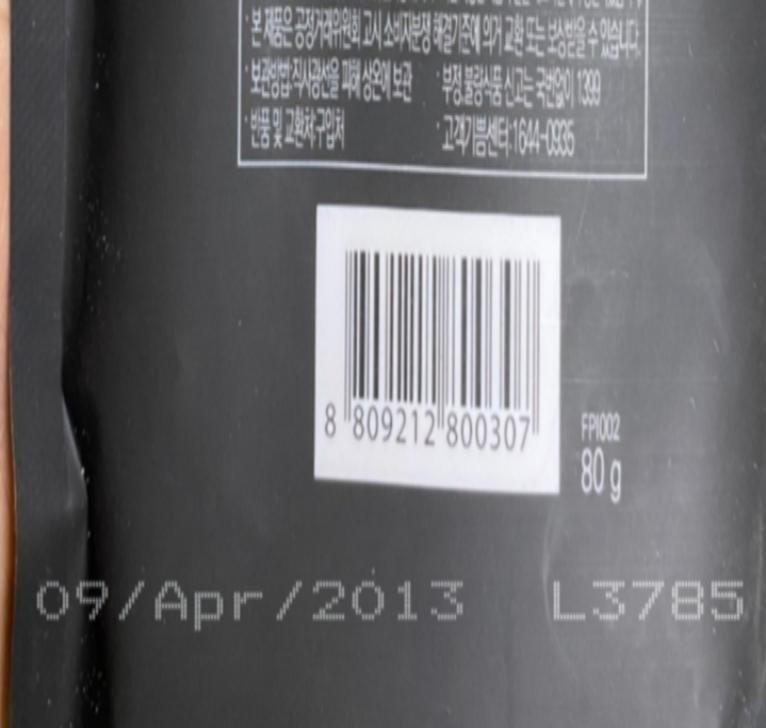 · 본 제품은 공정거래위원회 고시 소비자분쟁 해결기준에 의거 교환 또는 보상받을 수 있습니다.
· 보관방법:직사광선을 피해 상온에 보관 · 부정,불량식품 신고는 국번없이 1399
· 반품 및 교환처:구입처 · 고객기쁨센터:1644-0935
8 809212 800307
FPI002
80 g
09/Apr/2013 L3785